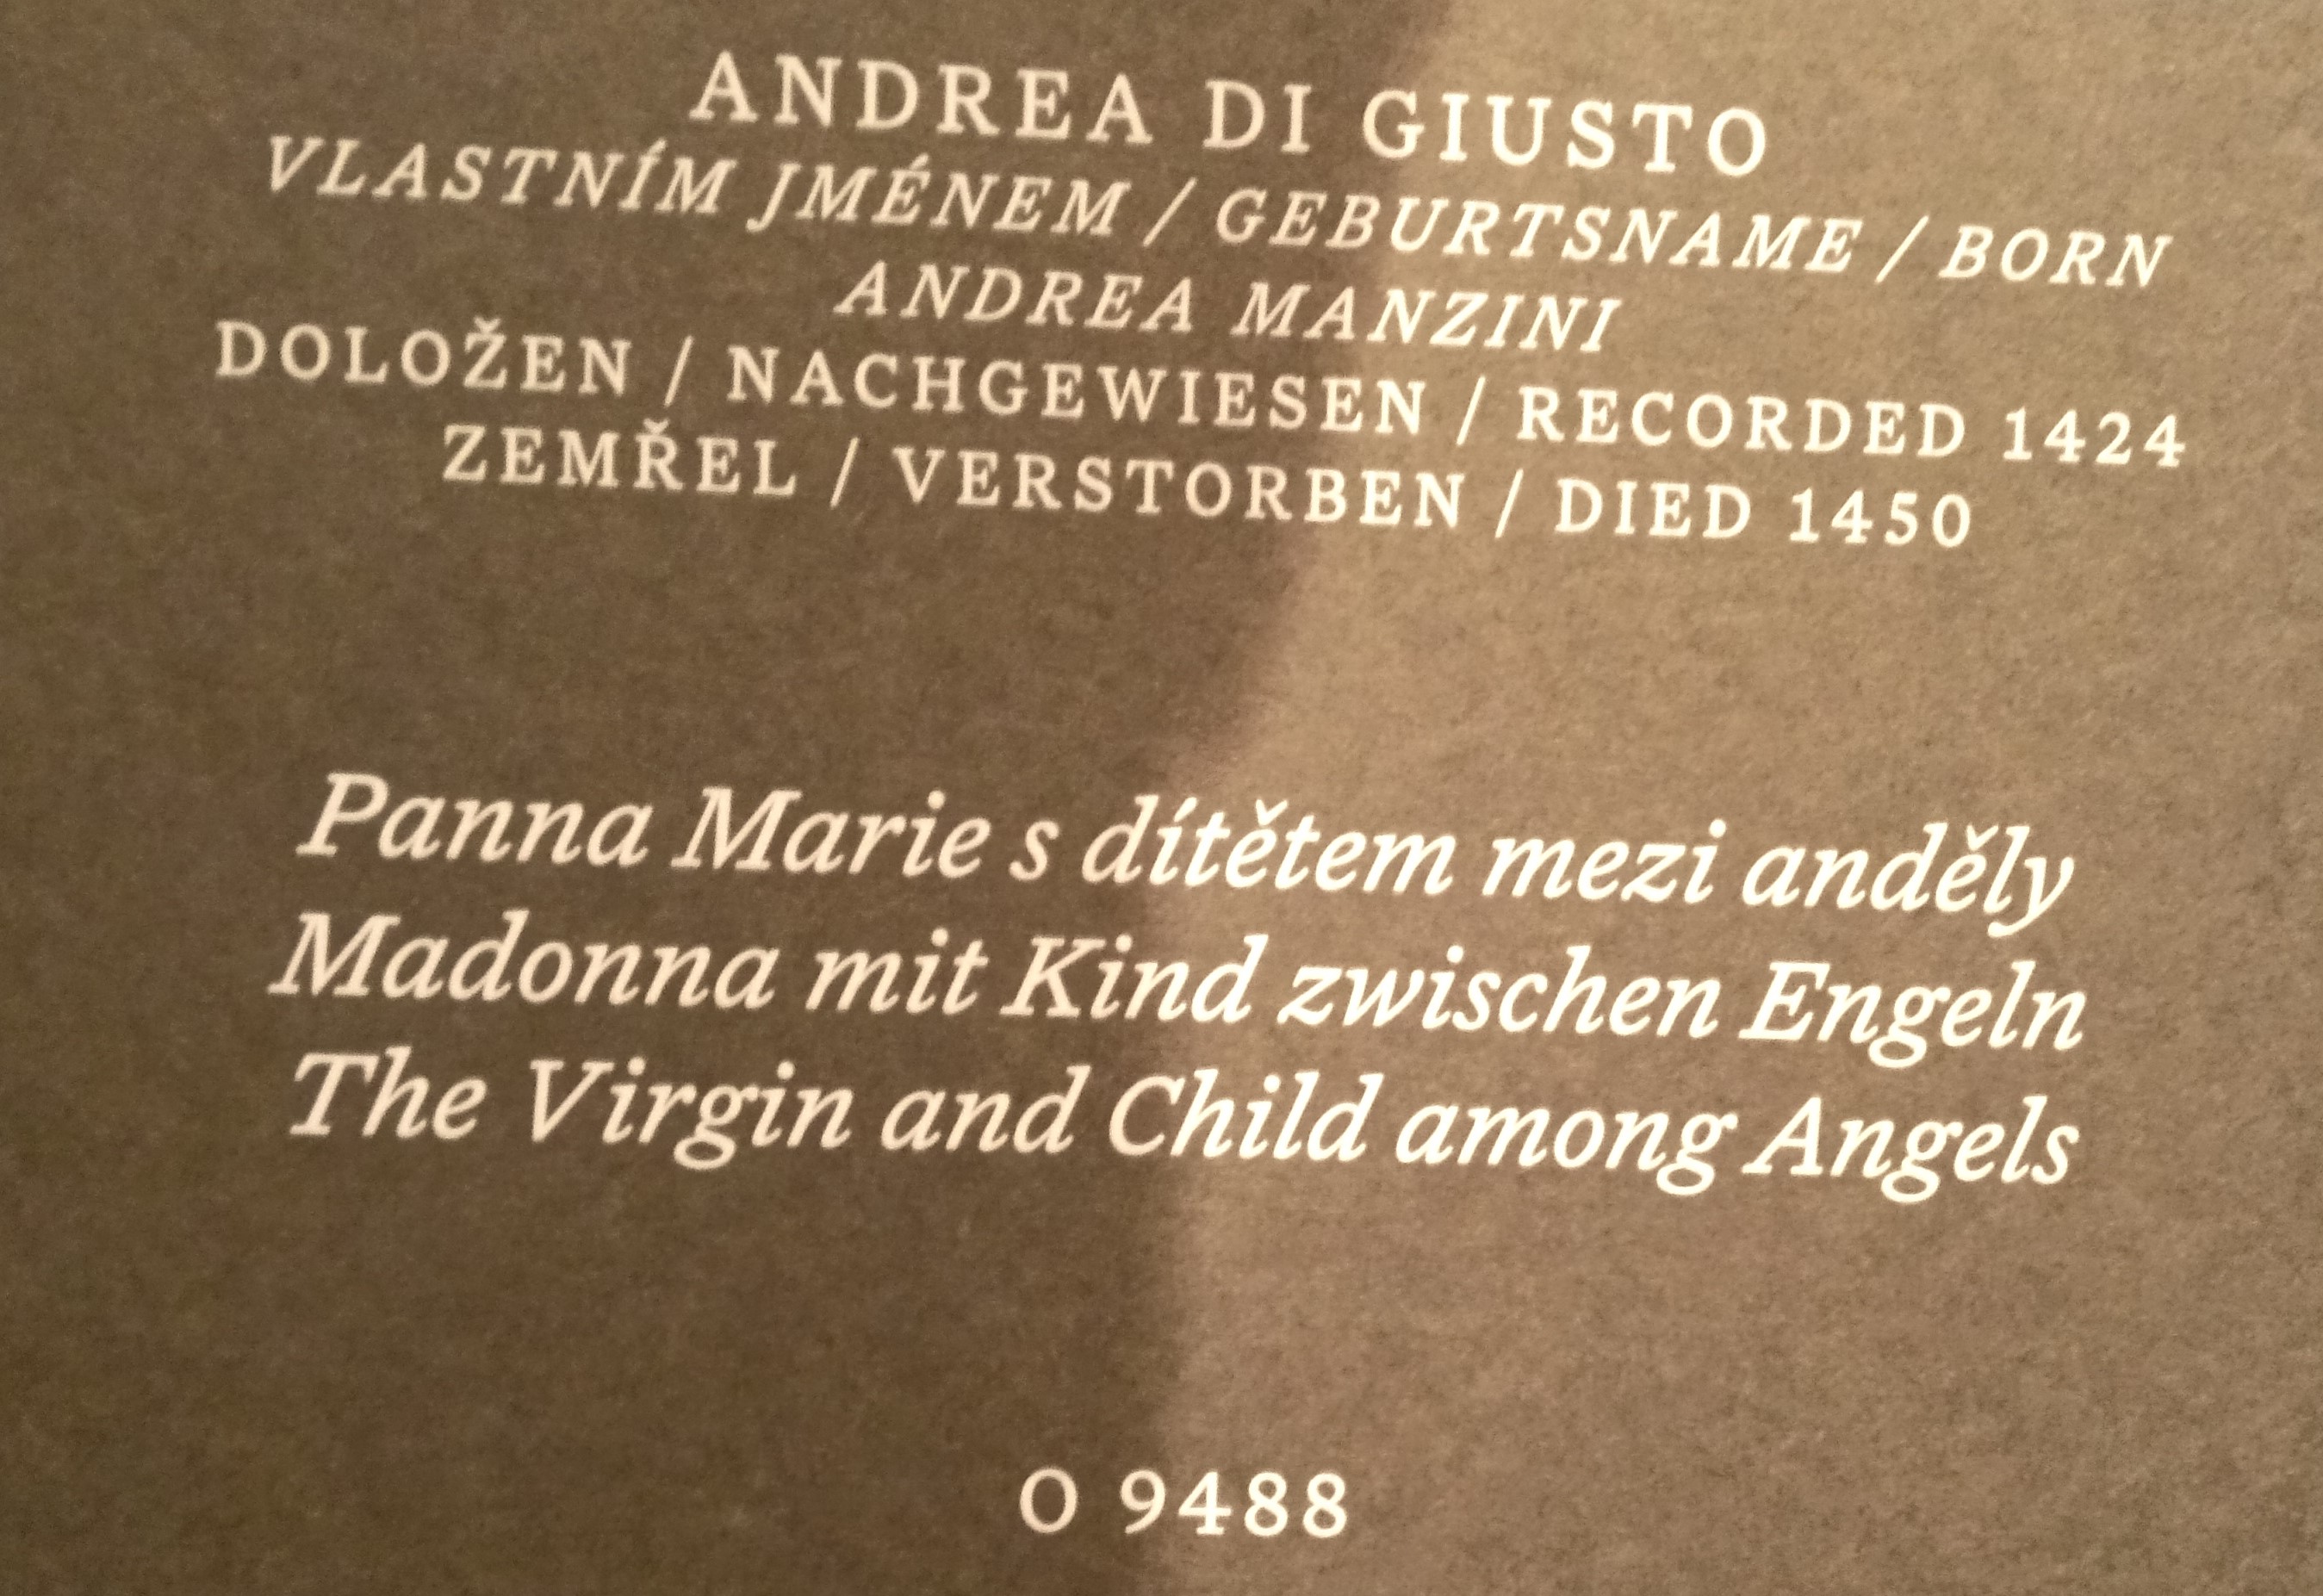 ANDREA DI GIUSTO
VLASTNÍM JMÉNEM / GEBURTSNAME / BORN
ANDREA MANZINI
DOLOŽEN / NACHGEWIESEN / RECORDED 1424
ZEMŘEL / VERSTORBEN / DIED 1450
Panna Marie s dítětem mezi anděly
Madonna mit Kind zwischen Engeln
The Virgin and Child among Angels
O 9488